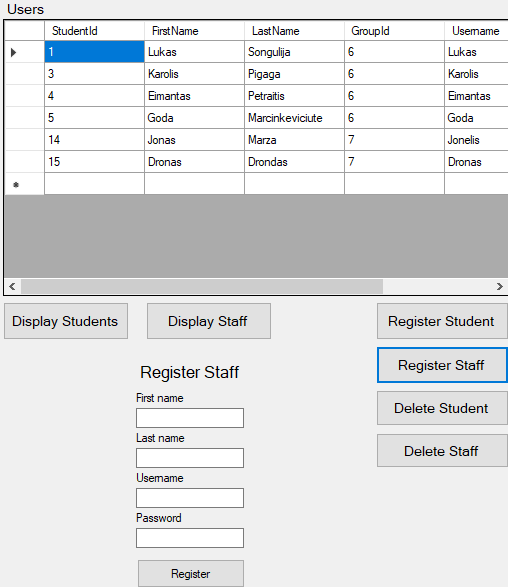 Users
StudentId FirstName LastName GroupId Username
1 Lukas Songulija 6 Lukas
3 Karolis Pigaga 6 Karolis
4 Eimantas Petraitis 6 Eimantas
5 Goda Marcinkeviciute 6 Goda
14 Jonas Marza 7 Jonelis
15 Dronas Drondas 7 Dronas
Display Students Display Staff Register Student
Register Staff
Delete Student
Delete Staff
Register Staff
First name
Last name
Username
Password
Register